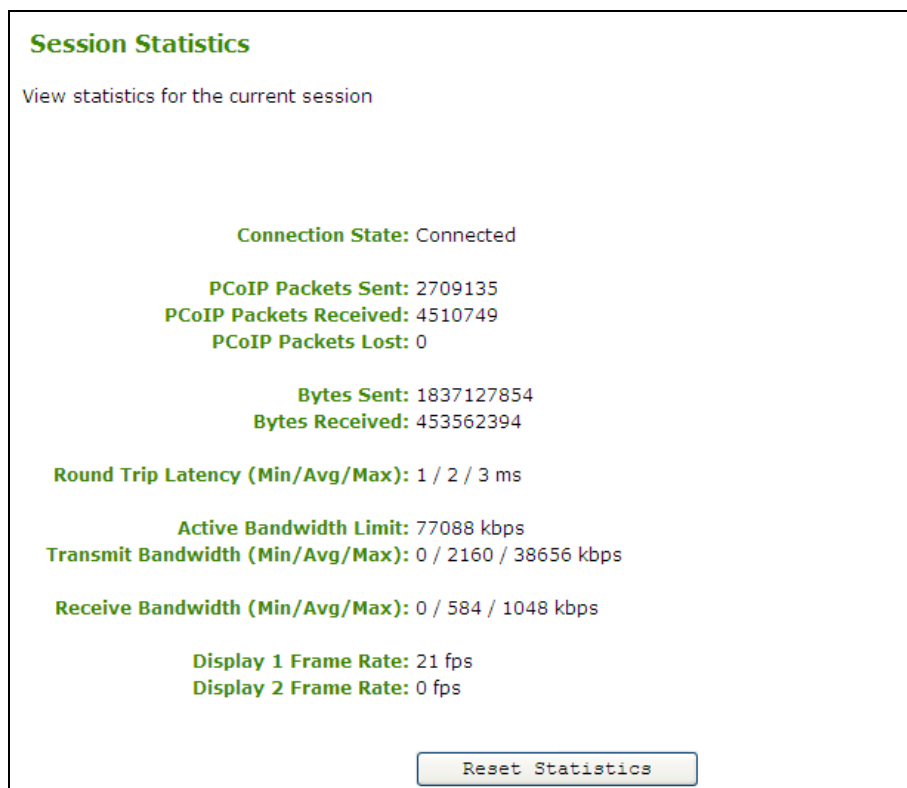 Session Statistics
View statistics for the current session
Connection State: Connected
PCoIP Packets Sent: 2709135
PCoIP Packets Received: 4510749
PCoIP Packets Lost: 0
Bytes Sent: 1837127854
Bytes Received: 453562394
Round Trip Latency (Min/Avg/Max): 1 / 2 / 3 ms
Active Bandwidth Limit: 77088 kbps
Transmit Bandwidth (Min/Avg/Max): 0 / 2160 / 38656 kbps
Receive Bandwidth (Min/Avg/Max): 0 / 584 / 1048 kbps
Display 1 Frame Rate: 21 fps
Display 2 Frame Rate: 0 fps
Reset Statistics